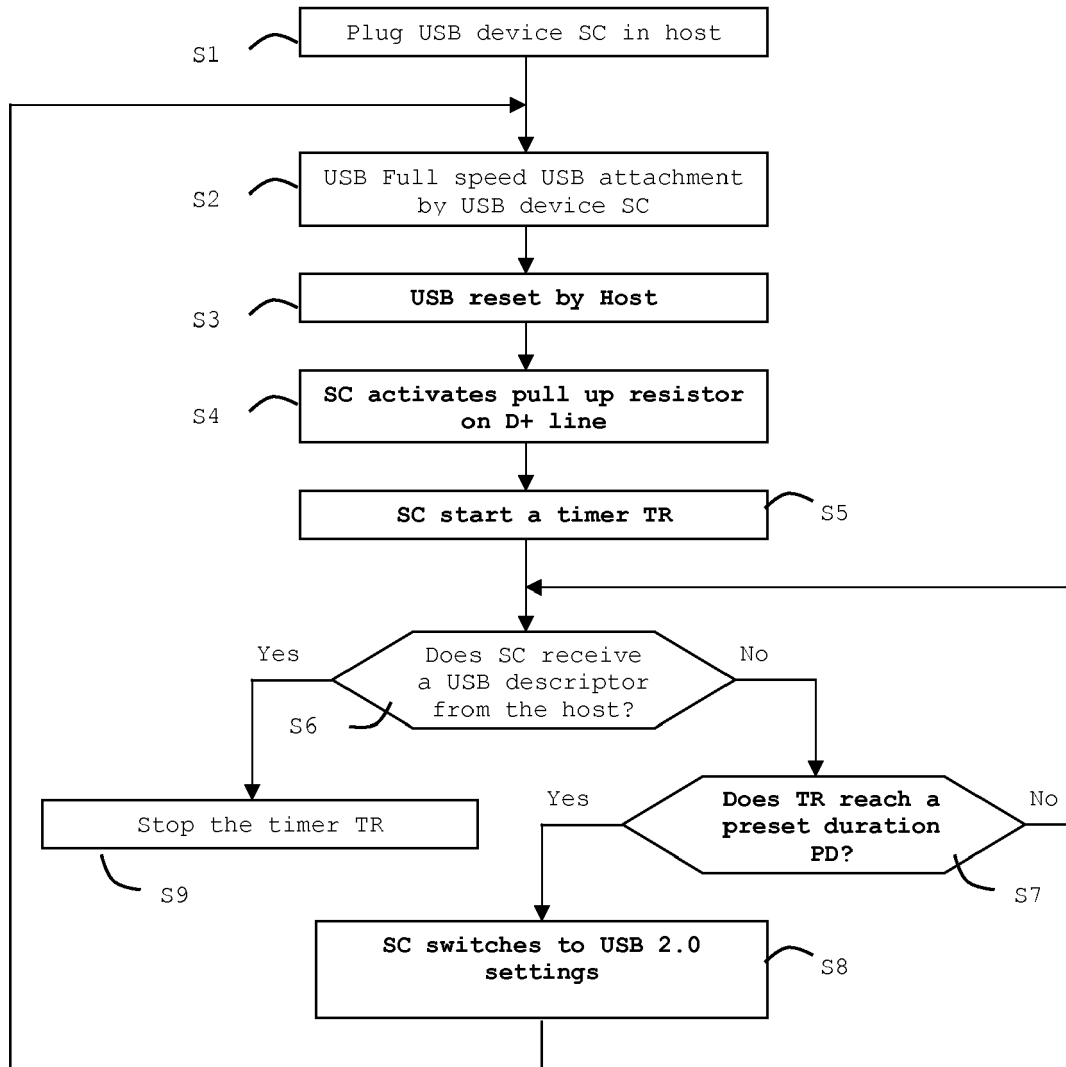 Plug USB device SC in host
S1
USB Full speed USB attachment
by USB device SC
S2
USB reset by Host
S3
SC activates pull up resistor
on D+ line
S4
SC start a timer TR
S5
Yes
Does SC receive
a USB descriptor
from the host?
No
S6
Yes
Does TR reach a
preset duration
PD?
No
S7
Stop the timer TR
S9
SC switches to USB 2.0
settings
S8